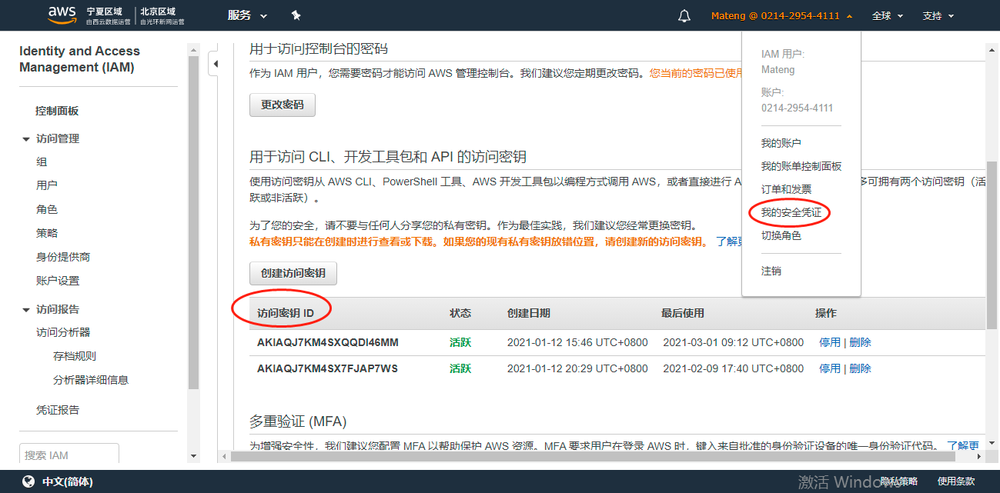 aws 宁夏区域 由西云数据运营 北京区域 由光环新网运营 服务 Mateng @ 0214-2954-4111 全球 支持
Identity and Access
Management (IAM)
控制面板
访问管理
组
用户
角色
策略
身份提供商
账户设置
访问报告
访问分析器
存档规则
分析器详细信息
凭证报告
搜索 IAM
用于访问控制台的密码
作为 IAM 用户，您需要密码才能访问 AWS 管理控制台。我们建议您定期更改密码。您当前的密码已使用
更改密码
用于访问 CLI、开发工具包和 API 的访问密钥
使用访问密钥从 AWS CLI、PowerShell 工具、AWS 开发工具包以编程方式调用 AWS，或者直接进行 A 多可拥有两个访问密钥（活
跃或非活跃）。
为了您的安全，请不要与任何人分享您的私有密钥。作为最佳实践，我们建议您经常更换密钥。
私有密钥只能在创建时进行查看或下载。如果您的现有私有密钥放错位置，请创建新的访问密钥。 了解更
创建访问密钥
访问密钥 ID 状态 创建日期 最后使用 操作
AKIAQJ7KM4SXQQDI46MM 活跃 2021-01-12 15:46 UTC+0800 2021-03-01 09:12 UTC+0800 停用 | 删除
AKIAQJ7KM4SX7FJAP7WS 活跃 2021-01-12 20:29 UTC+0800 2021-02-09 17:40 UTC+0800 停用 | 删除
多重验证 (MFA)
为增强安全性，我们建议您配置 MFA 以帮助保护 AWS 资源。MFA 要求用户在登录 AWS 时，键入来自批准的身份验证设备的唯一身份验证代码。 了解更
IAM 用户:
Mateng
账户:
0214-2954-4111
我的账户
我的账单控制面板
订单和发票
我的安全凭证
切换角色
注销
中文(简体) 激活 Windows 隐私策略 使用条款